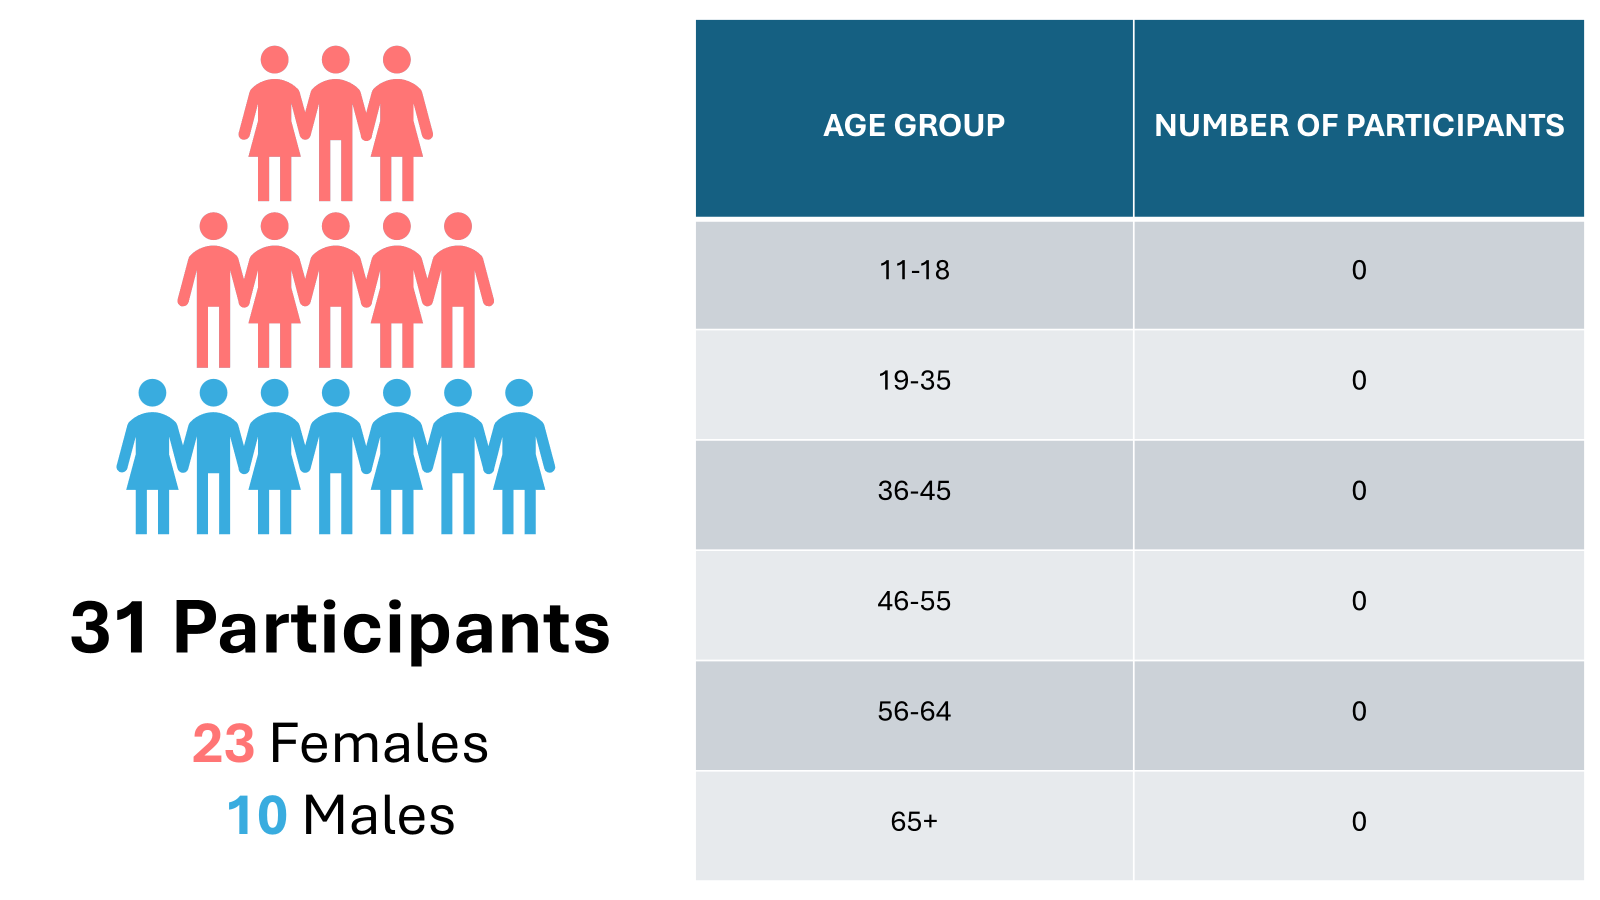 31 Participants
23 Females
10 Males
AGE GROUP NUMBER OF PARTICIPANTS
11-18 0
19-35 0
36-45 0
46-55 0
56-64 0
65+ 0